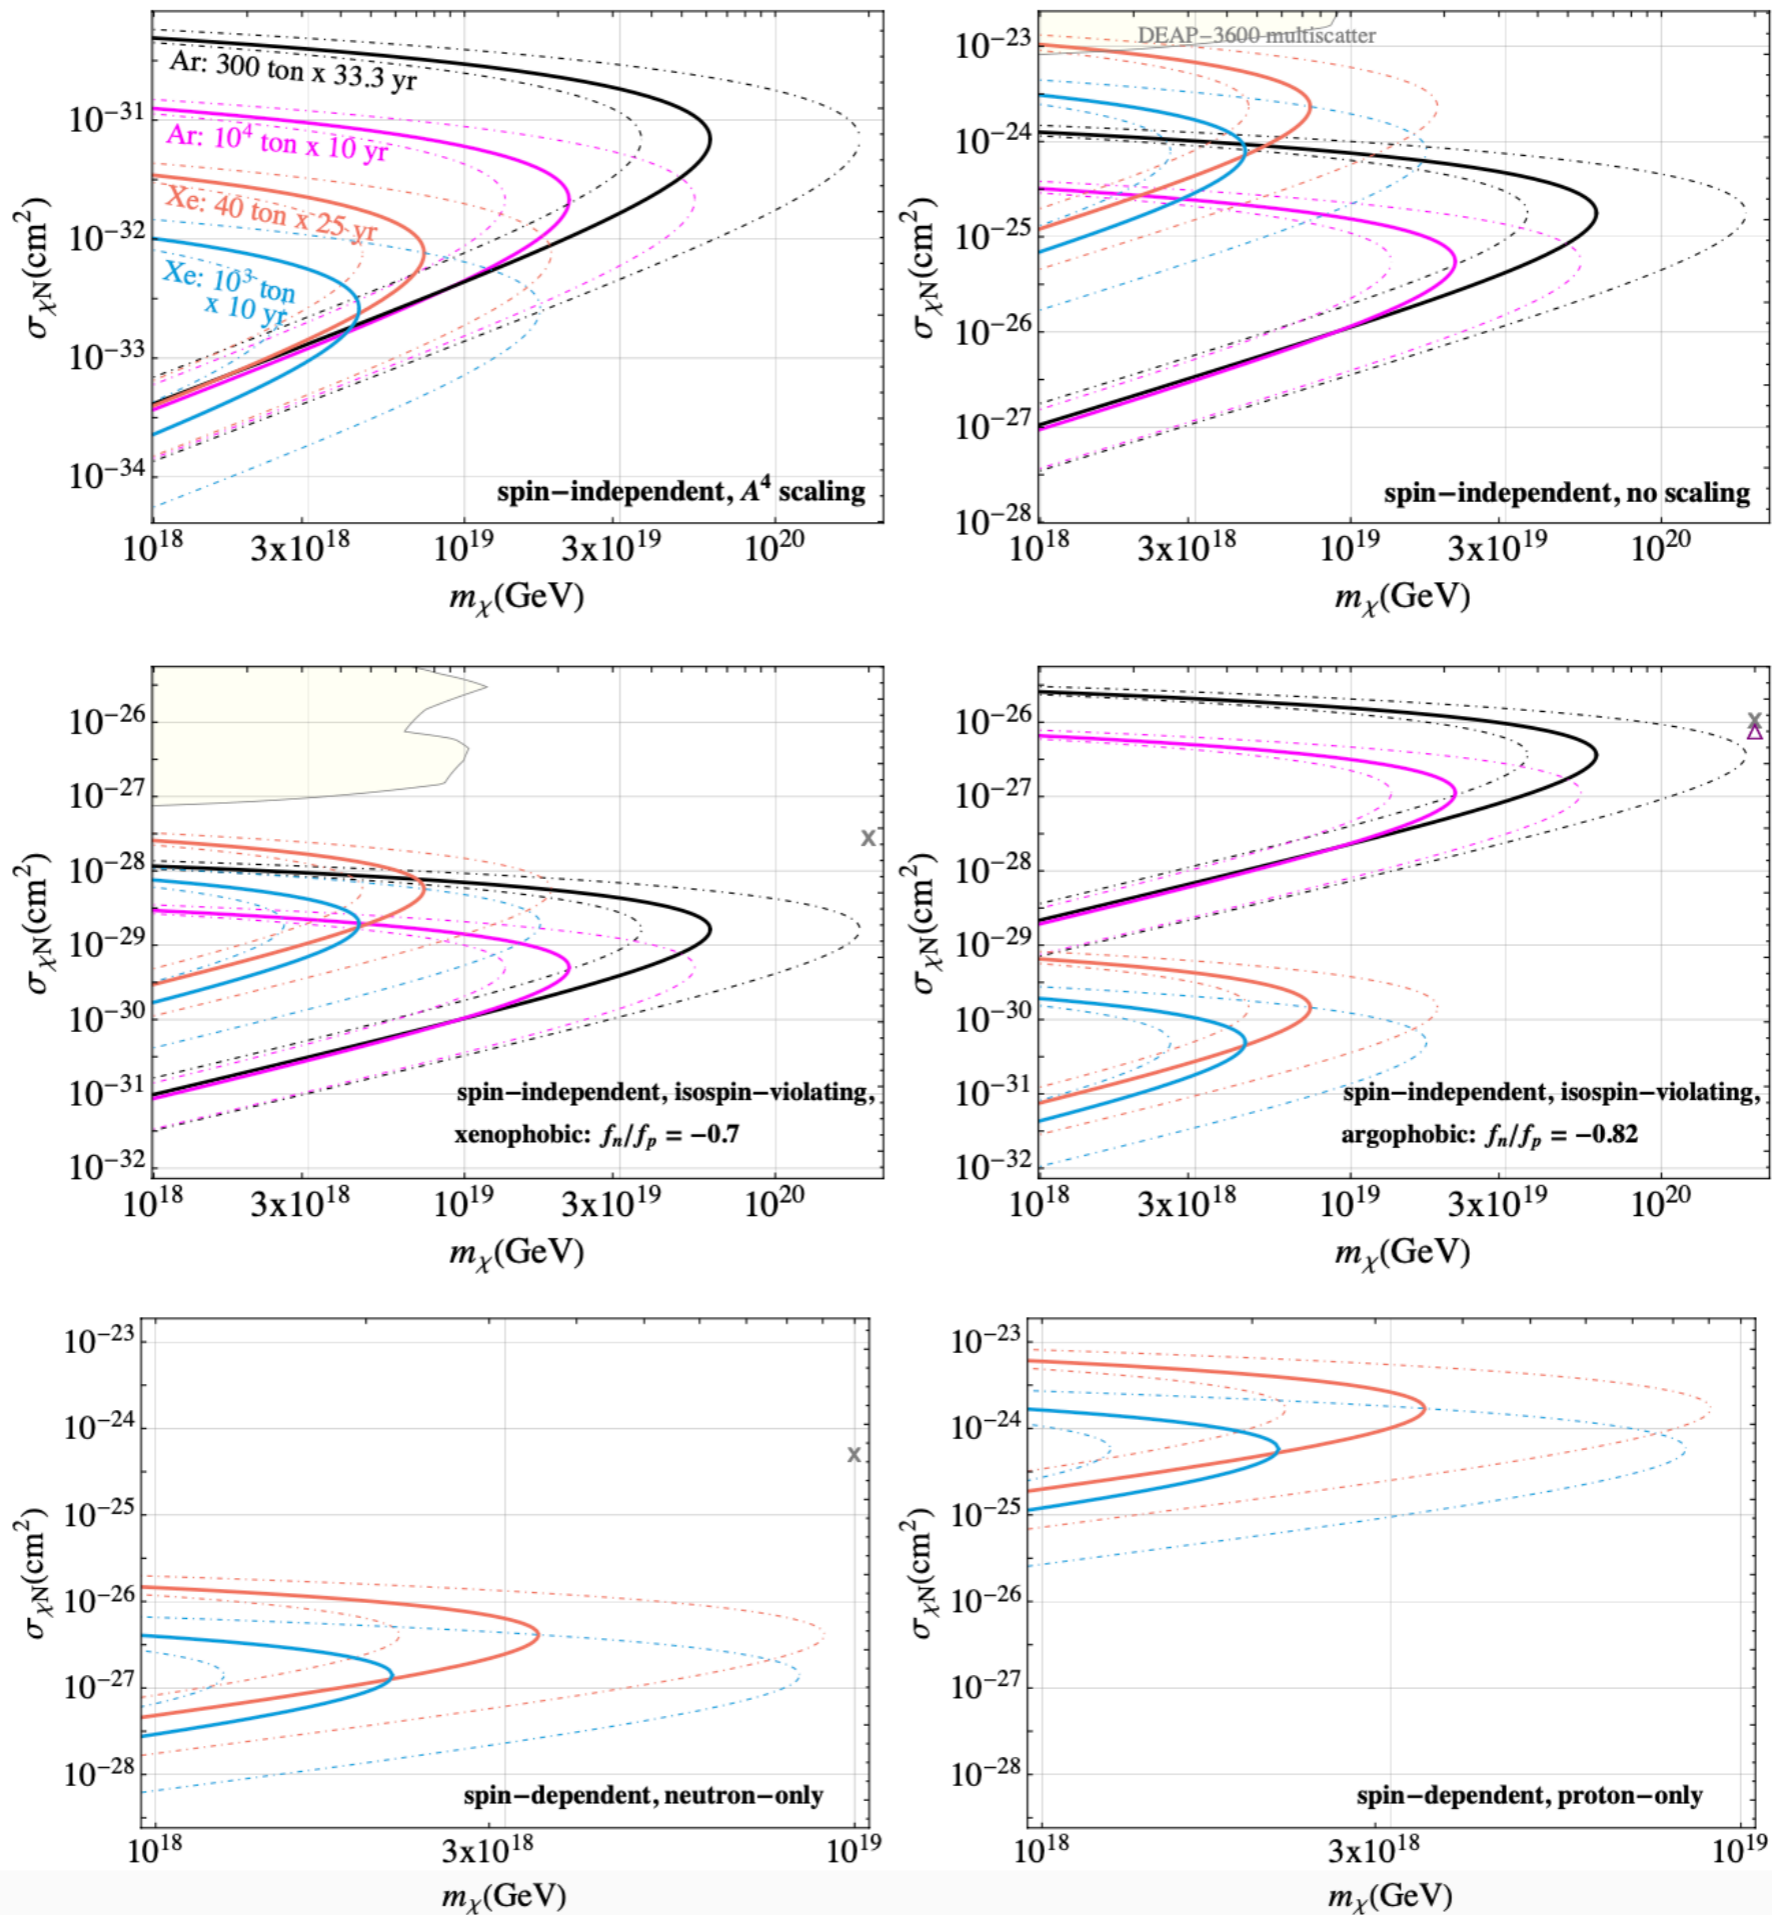 Ar: 300 ton x 33.3 yr
Ar: 10⁴ ton x 10 yr
Xe: 40 ton x 25 yr
Xe: 10³ ton
x 10 yr
10⁻³¹
10⁻³²
10⁻³³
10⁻³⁴
σχN(cm²)
spin−independent, A⁴ scaling
10¹⁸ 3x10¹⁸ 10¹⁹ 3x10¹⁹ 10²⁰
mχ(GeV)
DEAP−3600 multiscatter
10⁻²³
10⁻²⁴
10⁻²⁵
10⁻²⁶
10⁻²⁷
10⁻²⁸
σχN(cm²)
spin−independent, no scaling
10¹⁸ 3x10¹⁸ 10¹⁹ 3x10¹⁹ 10²⁰
mχ(GeV)
10⁻²⁶
10⁻²⁷
10⁻²⁸
10⁻²⁹
10⁻³⁰
10⁻³¹
10⁻³²
σχN(cm²)
x
spin−independent, isospin−violating,
xenophobic: fn/fp = −0.7
10¹⁸ 3x10¹⁸ 10¹⁹ 3x10¹⁹ 10²⁰
mχ(GeV)
10⁻²⁶
10⁻²⁷
10⁻²⁸
10⁻²⁹
10⁻³⁰
10⁻³¹
10⁻³²
σχN(cm²)
x
Δ
spin−independent, isospin−violating,
argophobic: fn/fp = −0.82
10¹⁸ 3x10¹⁸ 10¹⁹ 3x10¹⁹ 10²⁰
mχ(GeV)
10⁻²³
10⁻²⁴
10⁻²⁵
10⁻²⁶
10⁻²⁷
10⁻²⁸
σχN(cm²)
x
spin−dependent, neutron−only
10¹⁸ 3x10¹⁸ 10¹⁹
mχ(GeV)
10⁻²³
10⁻²⁴
10⁻²⁵
10⁻²⁶
10⁻²⁷
10⁻²⁸
σχN(cm²)
spin−dependent, proton−only
10¹⁸ 3x10¹⁸ 10¹⁹
mχ(GeV)